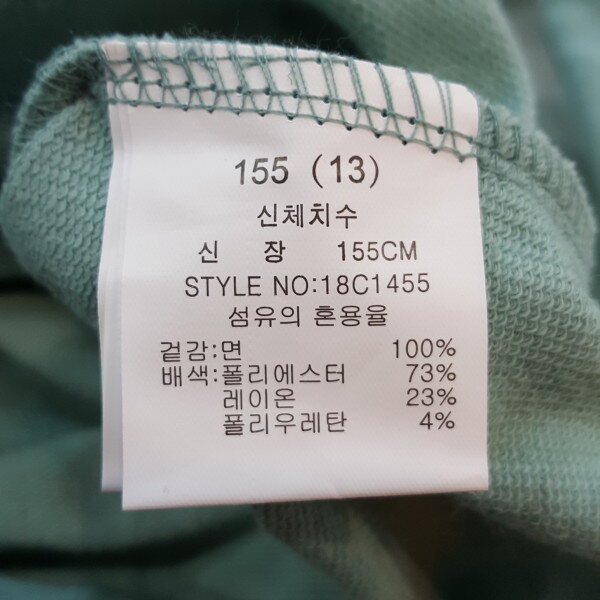 155 (13)
신체치수
신 장 155CM
STYLE NO:18C1455
섬유의 혼용율
겉감:면 100%
배색:폴리에스터 73%
레이온 23%
폴리우레탄 4%